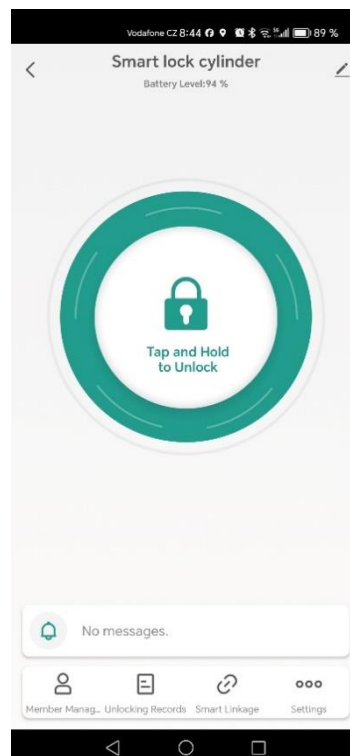 Vodafone CZ 8:44 89 %
Smart lock cylinder
Battery Level:94 %
Tap and Hold
to Unlock
No messages.
Member Manag... Unlocking Records Smart Linkage Settings